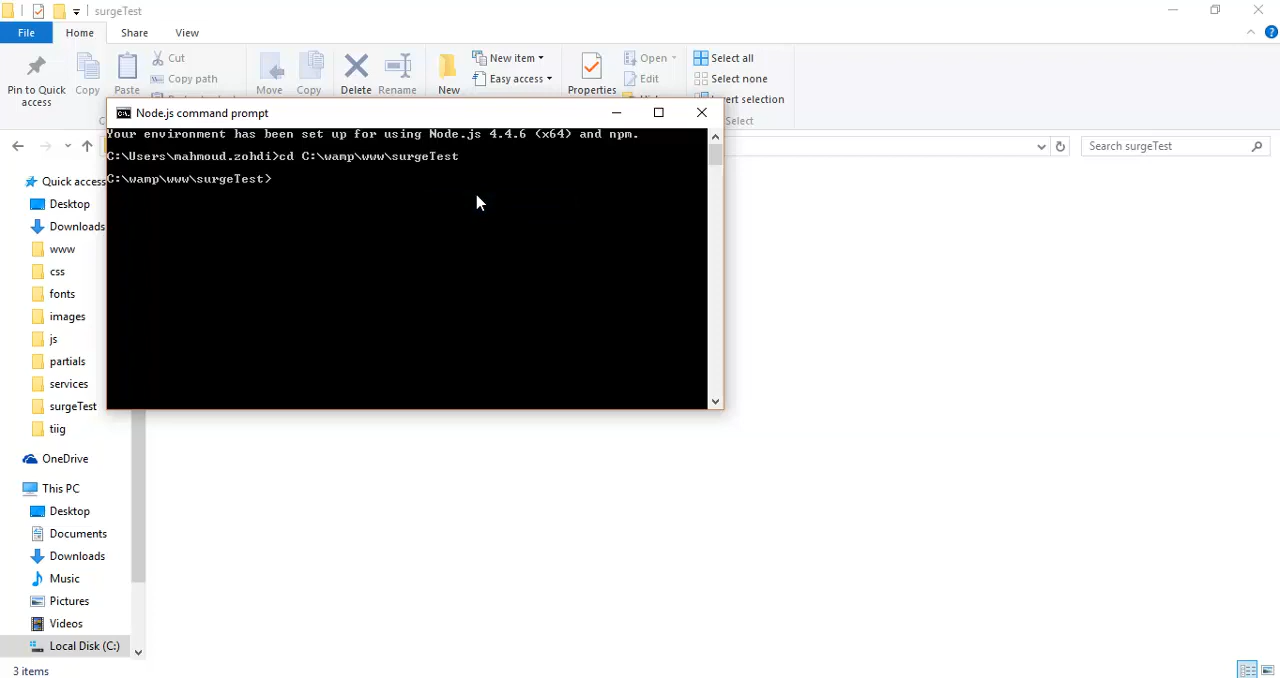 surgeTest
File
Home
Share
View
Pin to Quick access
Copy
Paste
Cut
Copy path
Move
Copy
Delete
Rename
New
New item
Easy access
Properties
Open
Edit
Select all
Select none
selection
Select
Node.js command prompt
Your environment has been set up for using Node.js 4.4.6 (x64) and npm.
C:\Users\mahmoud.zohdi>cd C:\wamp\www\surgeTest
C:\wamp\www\surgeTest>
Search surgeTest
Quick access
Desktop
Downloads
www
css
fonts
images
js
partials
services
surgeTest
tiig
OneDrive
This PC
Desktop
Documents
Downloads
Music
Pictures
Videos
Local Disk (C:)
3 items